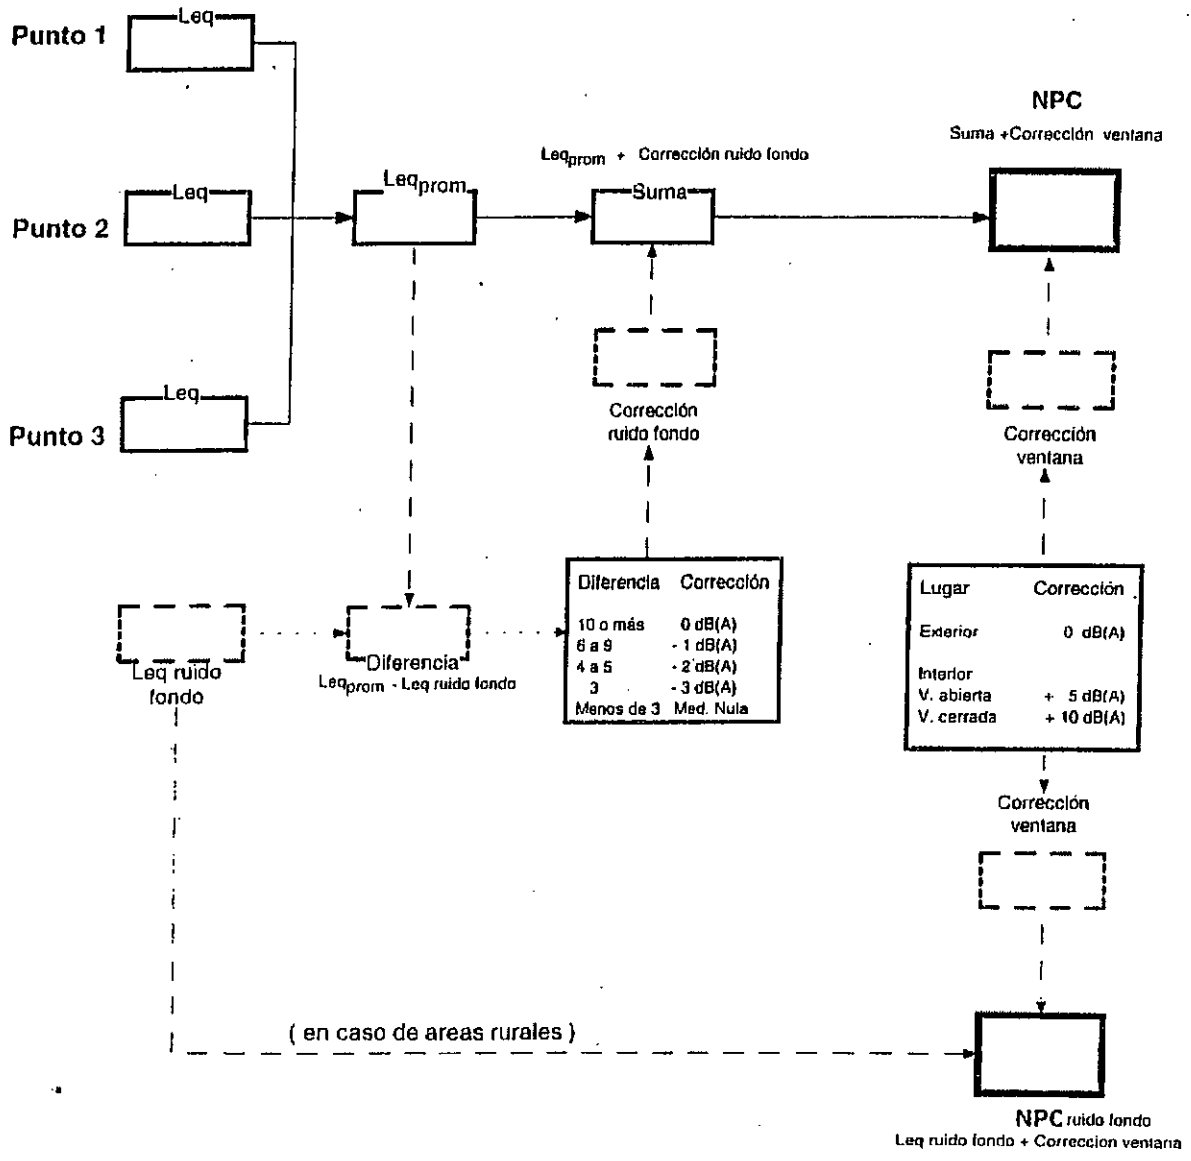 Punto 1
Leq
NPC
Suma +Corrección ventana
Leqprom + Corrección ruido fondo
Punto 2
Leq
Leqprom
Suma
Punto 3
Leq
Corrección
ruido fondo
Corrección
ventana
Leq ruido
fondo
Diferencia
Leqprom - Leq ruido fondo
Diferencia Corrección
10 o más 0 dB(A)
6 a 9 - 1 dB(A)
4 a 5 - 2 dB(A)
3 - 3 dB(A)
Menos de 3 Med. Nula
Lugar Corrección
Exterior 0 dB(A)
Interior
V. abierta + 5 dB(A)
V. cerrada + 10 dB(A)
Corrección
ventana
( en caso de areas rurales )
NPC ruido fondo
Leq ruido fondo + Correccion ventana